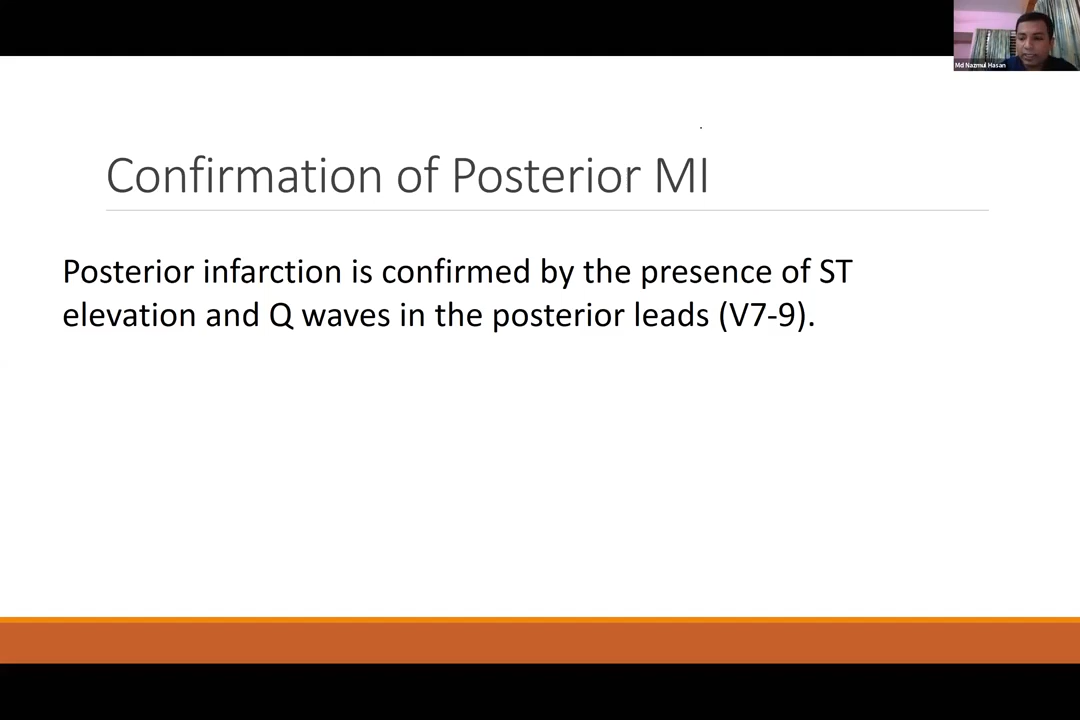 Md Nazmul Hasan
Confirmation of Posterior MI
Posterior infarction is confirmed by the presence of ST
elevation and Q waves in the posterior leads (V7-9).